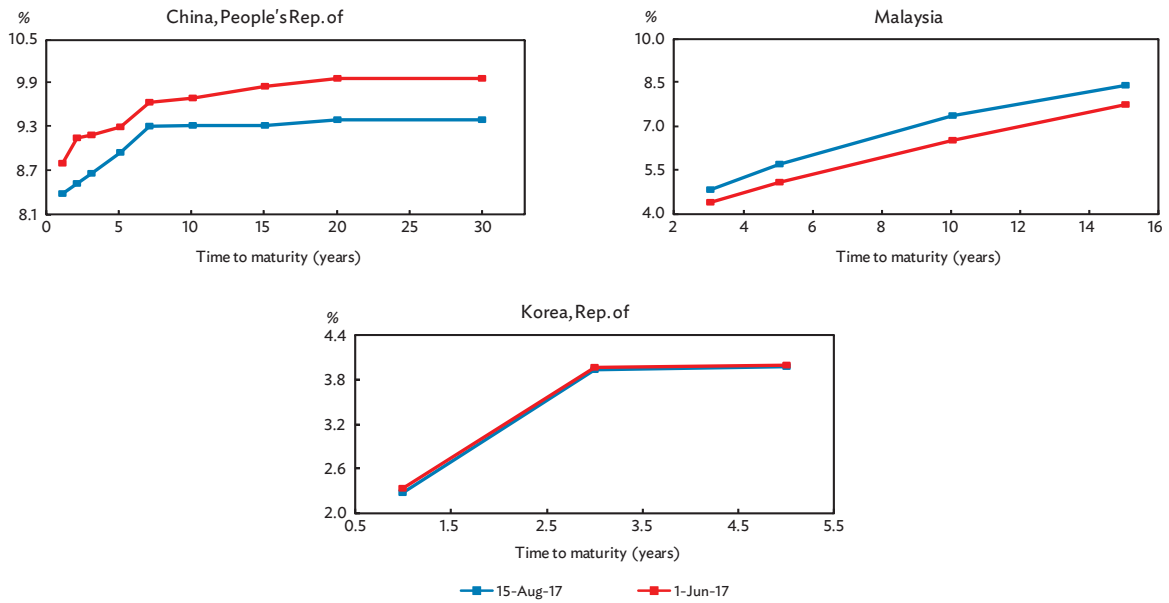 China, People's Rep. of
%
10.5
9.9
9.3
8.7
8.1
0 5 10 15 20 25 30
Time to maturity (years)
Malaysia
%
10.0
8.5
7.0
5.5
4.0
2 4 6 8 10 12 14 16
Time to maturity (years)
Korea, Rep. of
%
4.4
3.8
3.2
2.6
2.0
0.5 1.5 2.5 3.5 4.5 5.5
Time to maturity (years)
15-Aug-17 1-Jun-17